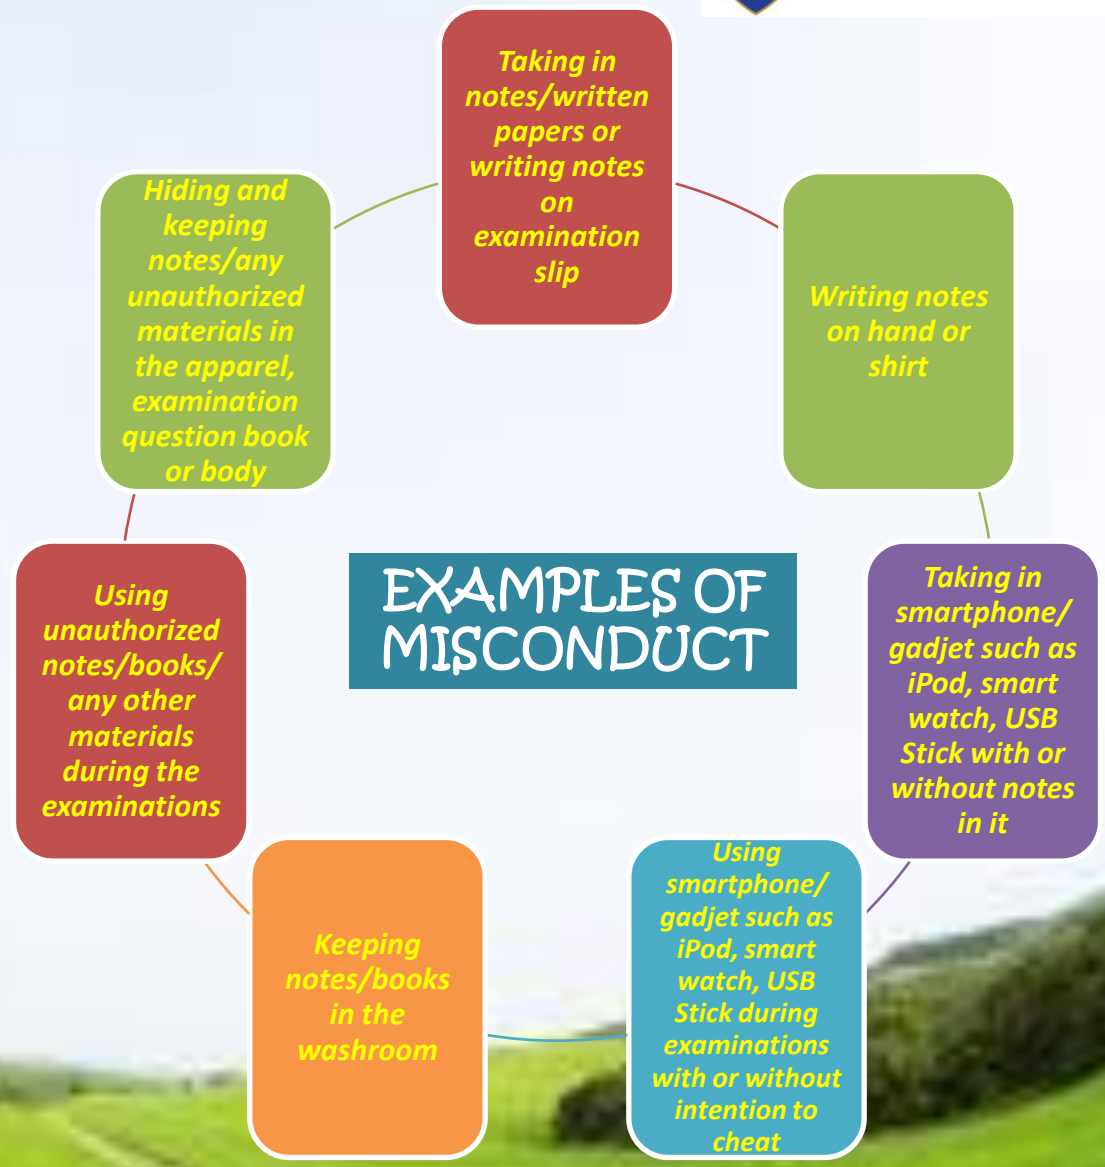 Taking in
notes/written
papers or
writing notes
on
examination
slip
Writing notes
on hand or
shirt
Taking in
smartphone/
gadjet such as
iPod, smart
watch, USB
Stick with or
without notes
in it
Using
smartphone/
gadjet such as
iPod, smart
watch, USB
Stick during
examinations
with or without
intention to
cheat
Keeping
notes/books
in the
washroom
Using
unauthorized
notes/books/
any other
materials
during the
examinations
Hiding and
keeping
notes/any
unauthorized
materials in
the apparel,
examination
question book
or body
EXAMPLES OF
MISCONDUCT